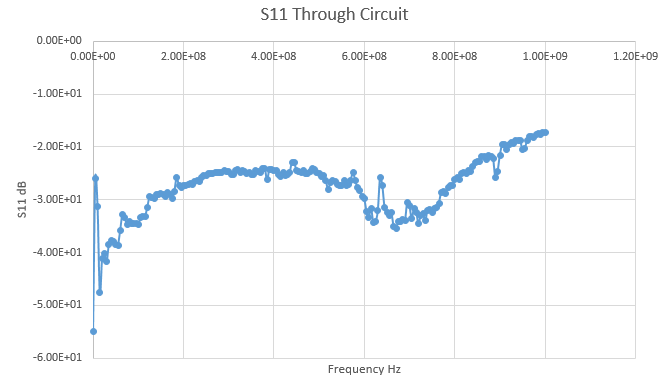 S11 Through Circuit
0.00E+00
0.00E+00 2.00E+08 4.00E+08 6.00E+08 8.00E+08 1.00E+09 1.20E+09
-1.00E+01
-2.00E+01
S11 dB
-3.00E+01
-4.00E+01
-5.00E+01
-6.00E+01
Frequency Hz